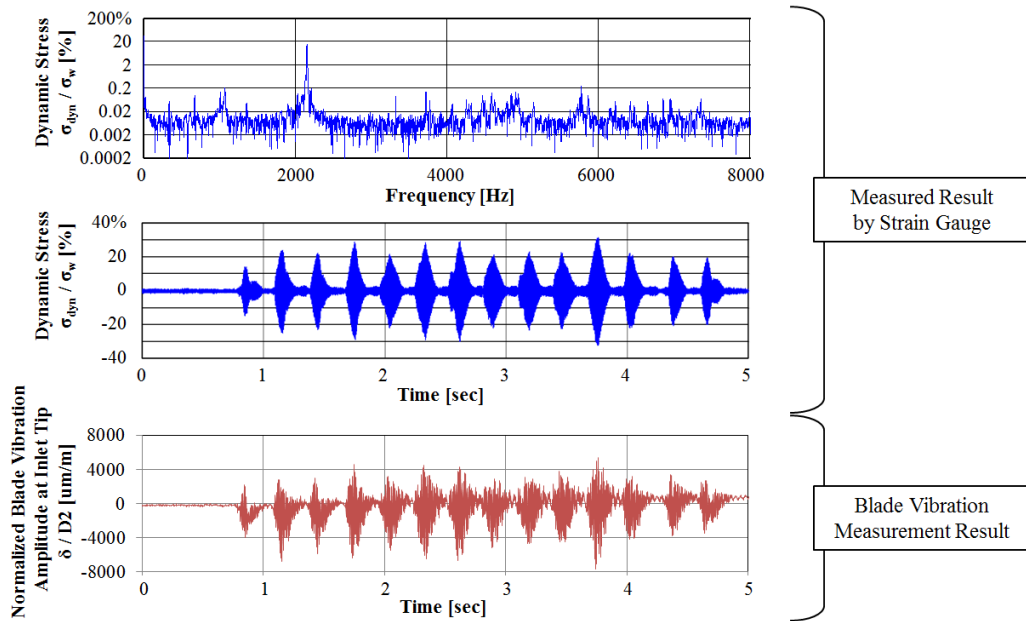 200%
20
2
0.2
0.02
0.002
0.0002
Dynamic Stress
σdyn / σw [%]
0
2000
4000
6000
8000
Frequency [Hz]
40%
20
0
-20
-40
Dynamic Stress
σdyn / σw [%]
0
1
2
3
4
5
Time [sec]
8000
4000
0
-4000
-8000
Normalized Blade Vibration
Amplitude at Inlet Tip
δ / D2 [um/m]
0
1
2
3
4
5
Time [sec]
Measured Result
by Strain Gauge
Blade Vibration
Measurement Result